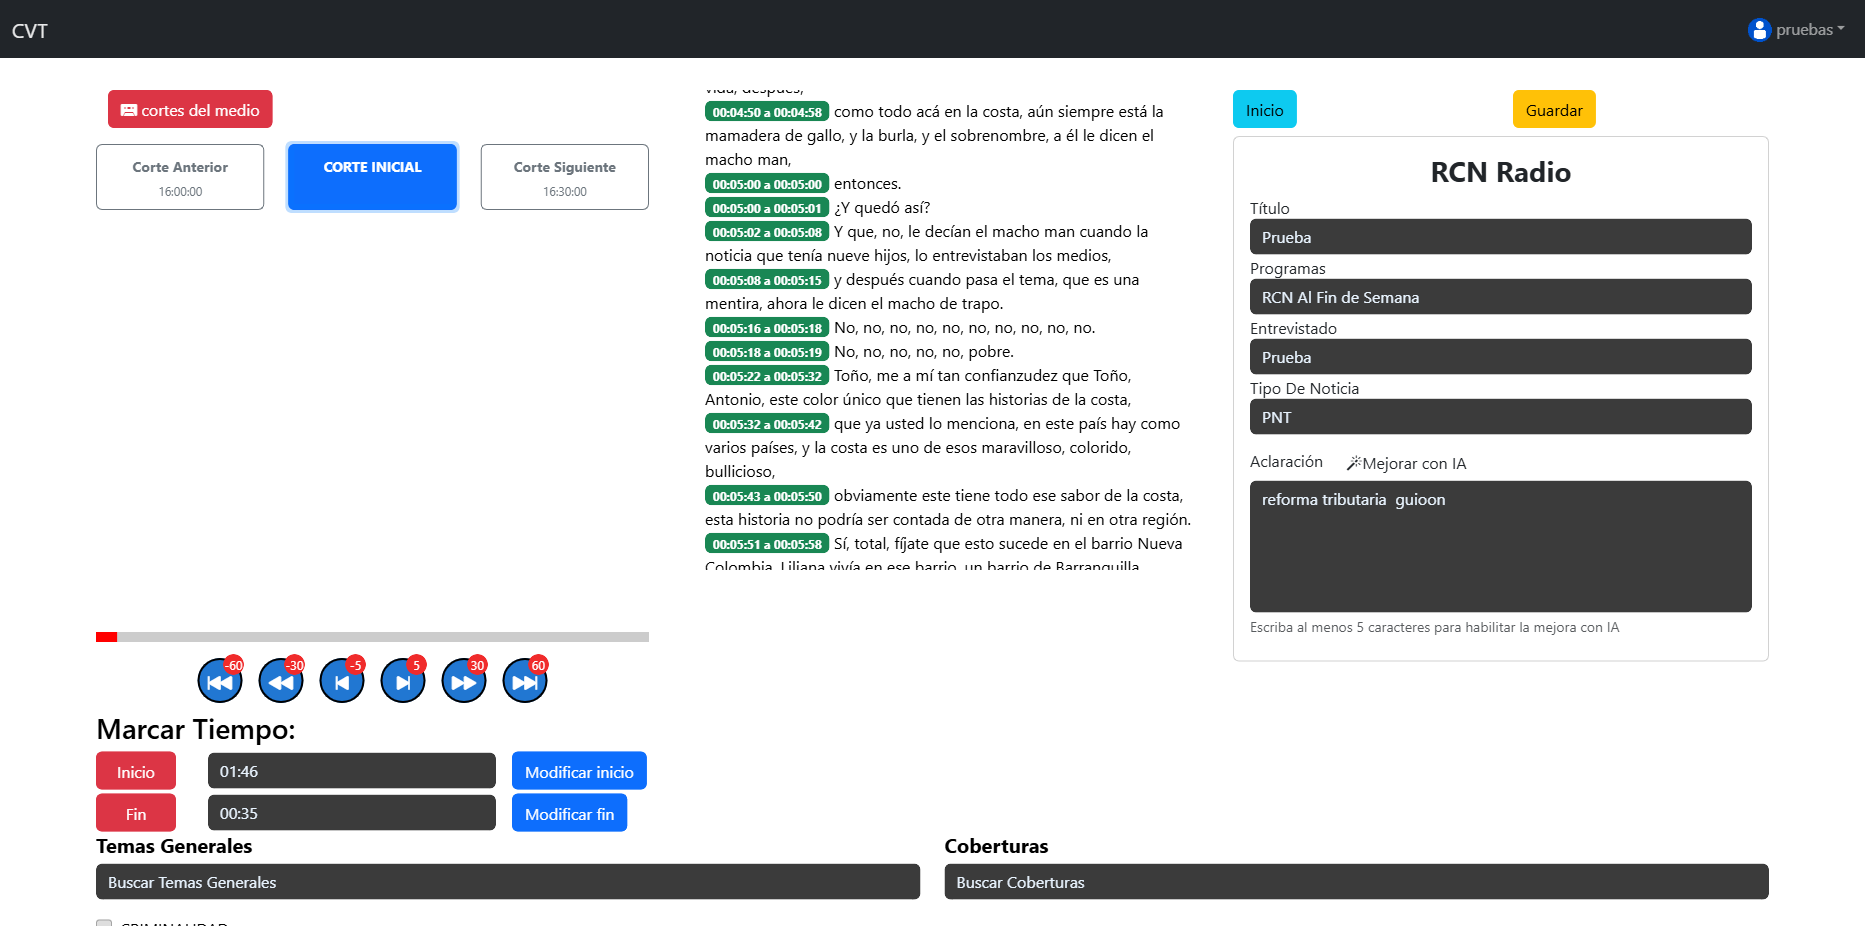 CVT
pruebas
cortes del medio
Corte Anterior
16:00:00
CORTE INICIAL
Corte Siguiente
16:30:00
-60
-30
-5
5
30
60
Marcar Tiempo:
Inicio
01:46
Modificar inicio
Fin
00:35
Modificar fin
vida, después,
00:04:50 a 00:04:58 como todo acá en la costa, aún siempre está la
mamadera de gallo, y la burla, y el sobrenombre, a él le dicen el
macho man,
00:05:00 a 00:05:00 entonces.
00:05:00 a 00:05:01 ¿Y quedó así?
00:05:02 a 00:05:08 Y que, no, le decían el macho man cuando la
noticia que tenía nueve hijos, lo entrevistaban los medios,
00:05:08 a 00:05:15 y después cuando pasa el tema, que es una
mentira, ahora le dicen el macho de trapo.
00:05:16 a 00:05:18 No, no, no, no, no, no, no, no, no, no.
00:05:18 a 00:05:19 No, no, no, no, no, pobre.
00:05:22 a 00:05:32 Toño, me a mí tan confianzudez que Toño,
Antonio, este color único que tienen las historias de la costa,
00:05:32 a 00:05:42 que ya usted lo menciona, en este país hay como
varios países, y la costa es uno de esos maravilloso, colorido,
bullicioso,
00:05:43 a 00:05:50 obviamente este tiene todo ese sabor de la costa,
esta historia no podría ser contada de otra manera, ni en otra región.
00:05:51 a 00:05:58 Sí, total, fíjate que esto sucede en el barrio Nueva
Colombia, Liliana vivía en ese barrio, un barrio de Barranquilla
Inicio
Guardar
RCN Radio
Título
Prueba
Programas
RCN Al Fin de Semana
Entrevistado
Prueba
Tipo De Noticia
PNT
Aclaración
Mejorar con IA
reforma tributaria  guioon
Escriba al menos 5 caracteres para habilitar la mejora con IA
Temas Generales
Buscar Temas Generales
Coberturas
Buscar Coberturas
CRIMINALIDAD